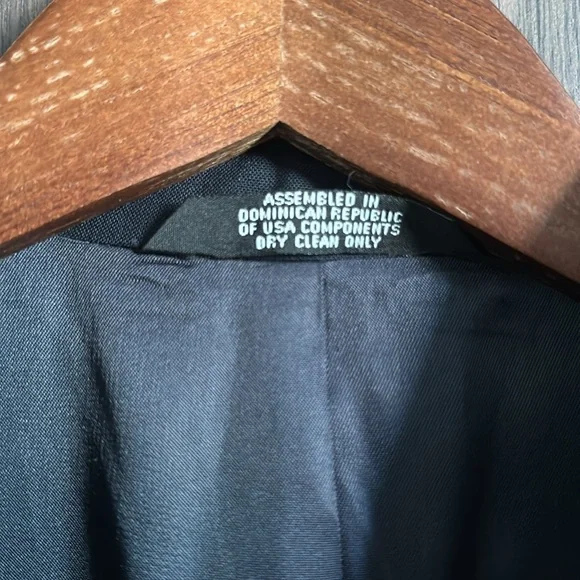 ASSEMBLED IN
DOMINICAN REPUBLIC
OF USA COMPONENTS
DRY CLEAN ONLY